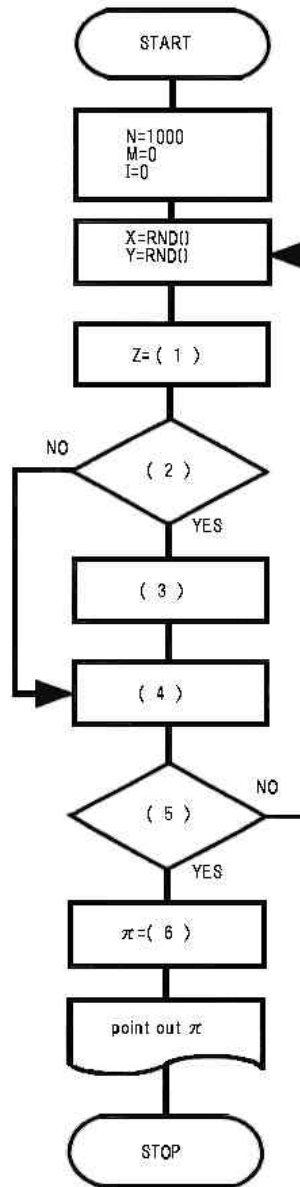 START
N=1000
M=0
I=0
X=RND()
Y=RND()
Z=( 1 )
NO
( 2 )
YES
( 3 )
( 4 )
NO
( 5 )
YES
π=( 6 )
point out π
STOP